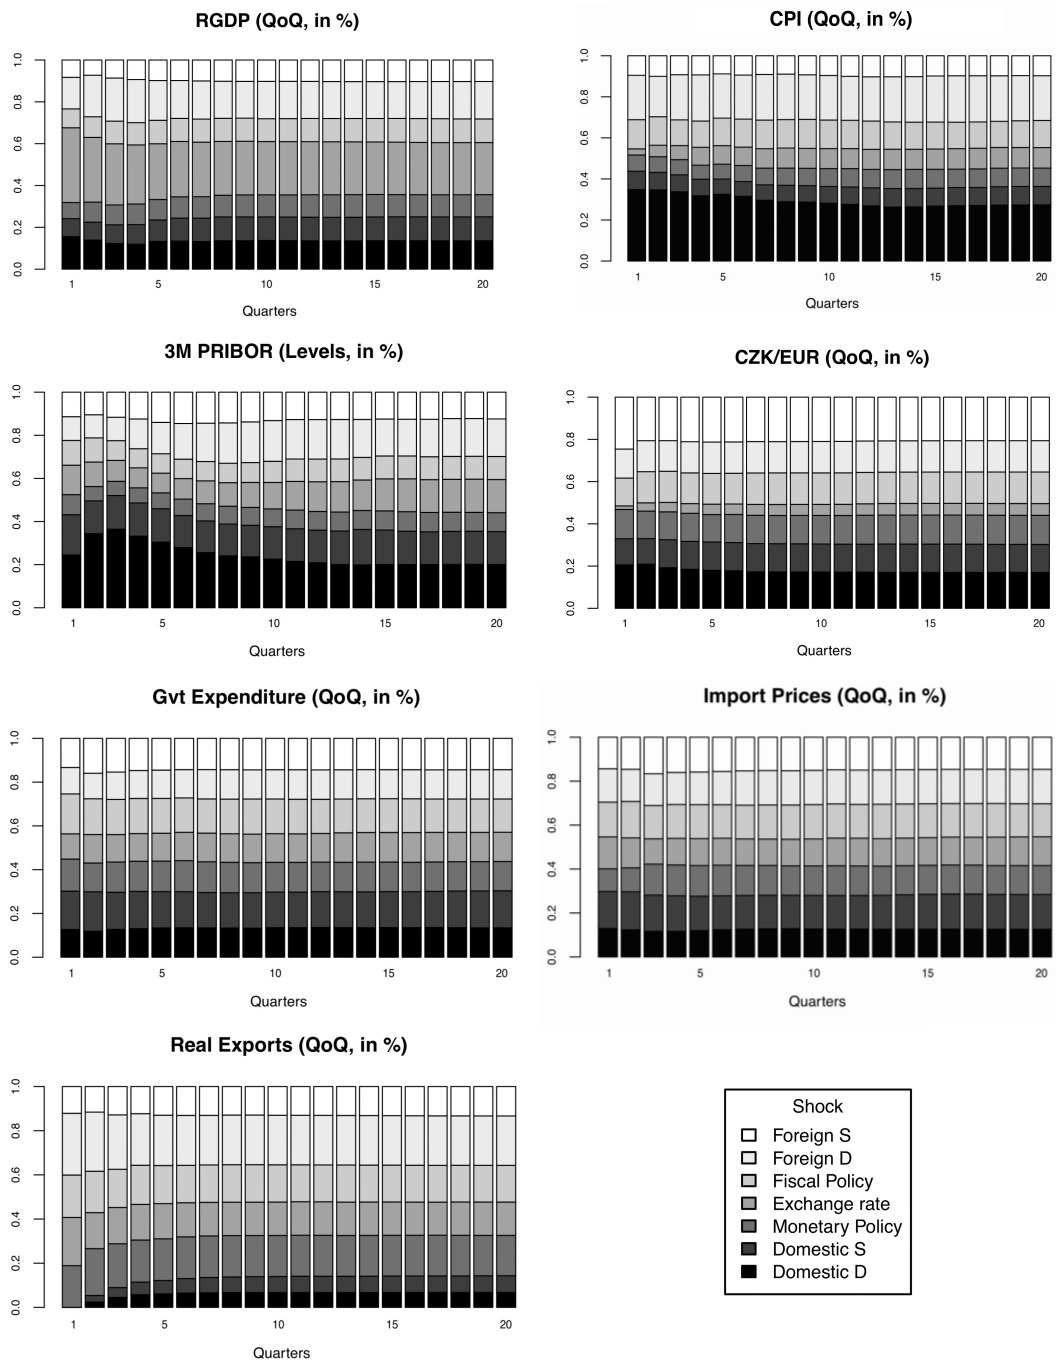 RGDP (QoQ, in %)
0.0 0.2 0.4 0.6 0.8 1.0
1 5 10 15 20
Quarters
CPI (QoQ, in %)
0.0 0.2 0.4 0.6 0.8 1.0
1 5 10 15 20
Quarters
3M PRIBOR (Levels, in %)
0.0 0.2 0.4 0.6 0.8 1.0
1 5 10 15 20
Quarters
CZK/EUR (QoQ, in %)
0.0 0.2 0.4 0.6 0.8 1.0
1 5 10 15 20
Quarters
Gvt Expenditure (QoQ, in %)
0.0 0.2 0.4 0.6 0.8 1.0
1 5 10 15 20
Quarters
Import Prices (QoQ, in %)
0.0 0.2 0.4 0.6 0.8 1.0
1 5 10 15 20
Quarters
Real Exports (QoQ, in %)
0.0 0.2 0.4 0.6 0.8 1.0
1 5 10 15 20
Quarters
Shock
Foreign S
Foreign D
Fiscal Policy
Exchange rate
Monetary Policy
Domestic S
Domestic D